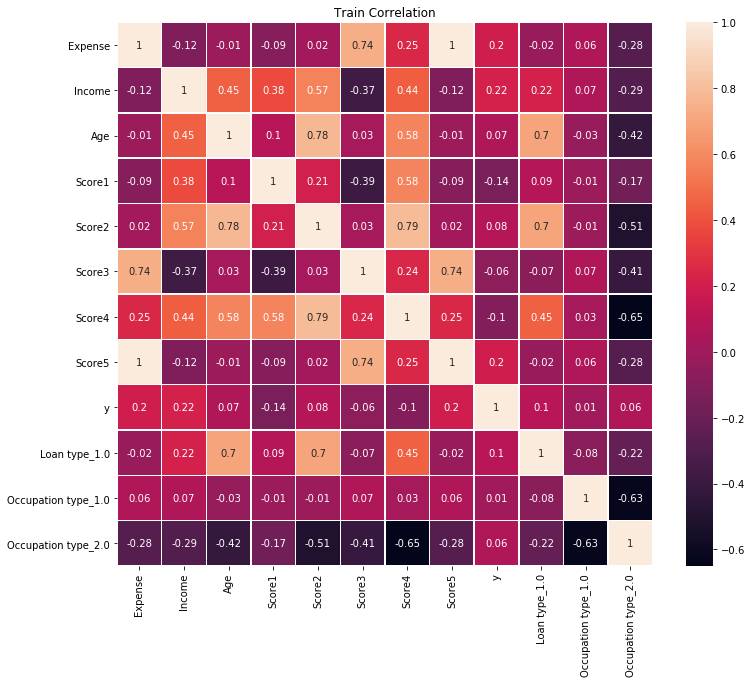 Train Correlation
Expense 1 -0.12 -0.01 -0.09 0.02 0.74 0.25 1 0.2 -0.02 0.06 -0.28
Income -0.12 1 0.45 0.38 0.57 -0.37 0.44 -0.12 0.22 0.22 0.07 -0.29
Age -0.01 0.45 1 0.1 0.78 0.03 0.58 -0.01 0.07 0.7 -0.03 -0.42
Score1 -0.09 0.38 0.1 1 0.21 -0.39 0.58 -0.09 -0.14 0.09 -0.01 -0.17
Score2 0.02 0.57 0.78 0.21 1 0.03 0.79 0.02 0.08 0.7 -0.01 -0.51
Score3 0.74 -0.37 0.03 -0.39 0.03 1 0.24 0.74 -0.06 -0.07 0.07 -0.41
Score4 0.25 0.44 0.58 0.58 0.79 0.24 1 0.25 -0.1 0.45 0.03 -0.65
Score5 1 -0.12 -0.01 -0.09 0.02 0.74 0.25 1 0.2 -0.02 0.06 -0.28
y 0.2 0.22 0.07 -0.14 0.08 -0.06 -0.1 0.2 1 0.1 0.01 0.06
Loan type_1.0 -0.02 0.22 0.7 0.09 0.7 -0.07 0.45 -0.02 0.1 1 -0.08 -0.22
Occupation type_1.0 0.06 0.07 -0.03 -0.01 -0.01 0.07 0.03 0.06 0.01 -0.08 1 -0.63
Occupation type_2.0 -0.28 -0.29 -0.42 -0.17 -0.51 -0.41 -0.65 -0.28 0.06 -0.22 -0.63 1
Expense
Income
Age
Score1
Score2
Score3
Score4
Score5
y
Loan type_1.0
Occupation type_1.0
Occupation type_2.0
1.0
0.8
0.6
0.4
0.2
0.0
−0.2
−0.4
−0.6